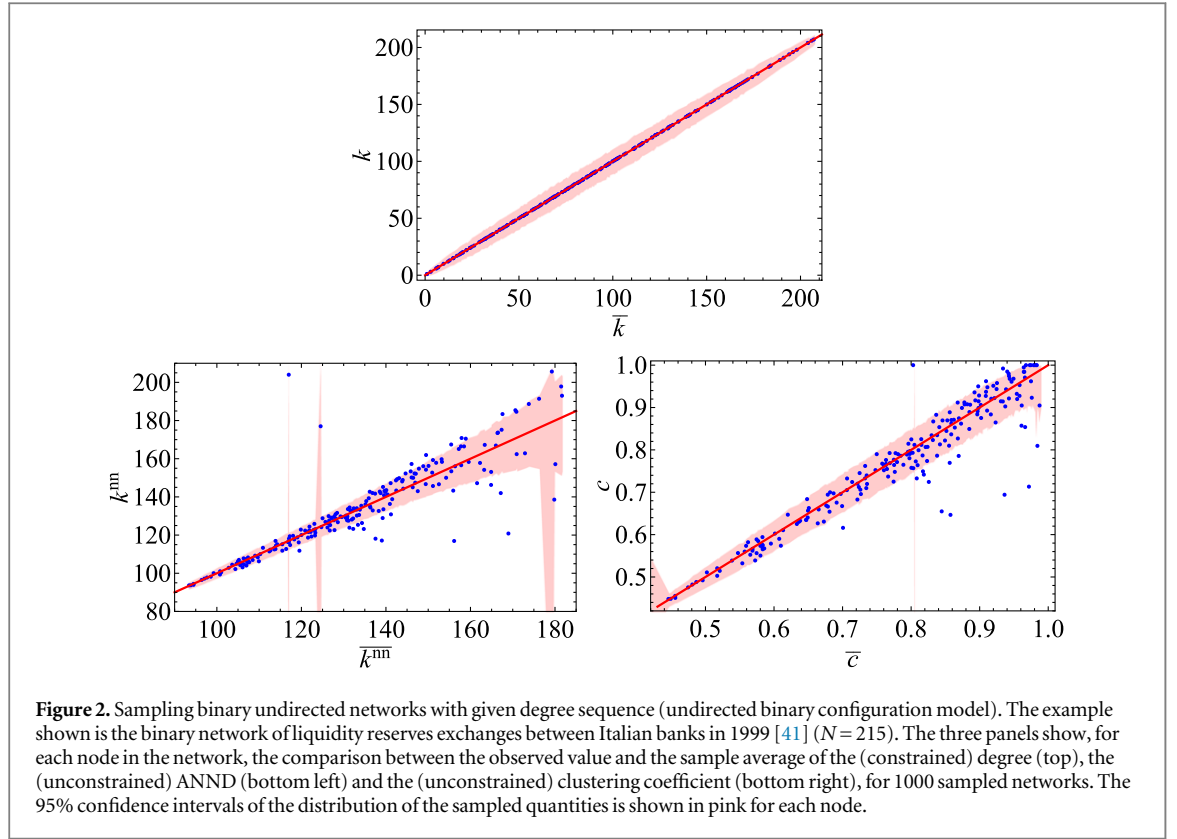 200
150
100
50
0
k
0 50 100 150 200
k̅
200
180
160
140
120
100
80
kⁿⁿ
100 120 140 160 180
k̅ⁿⁿ
1.0
0.9
0.8
0.7
0.6
0.5
c
0.5 0.6 0.7 0.8 0.9 1.0
c̅
Figure 2. Sampling binary undirected networks with given degree sequence (undirected binary configuration model). The example
shown is the binary network of liquidity reserves exchanges between Italian banks in 1999 [41] (N = 215). The three panels show, for
each node in the network, the comparison between the observed value and the sample average of the (constrained) degree (top), the
(unconstrained) ANND (bottom left) and the (unconstrained) clustering coefficient (bottom right), for 1000 sampled networks. The
95% confidence intervals of the distribution of the sampled quantities is shown in pink for each node.